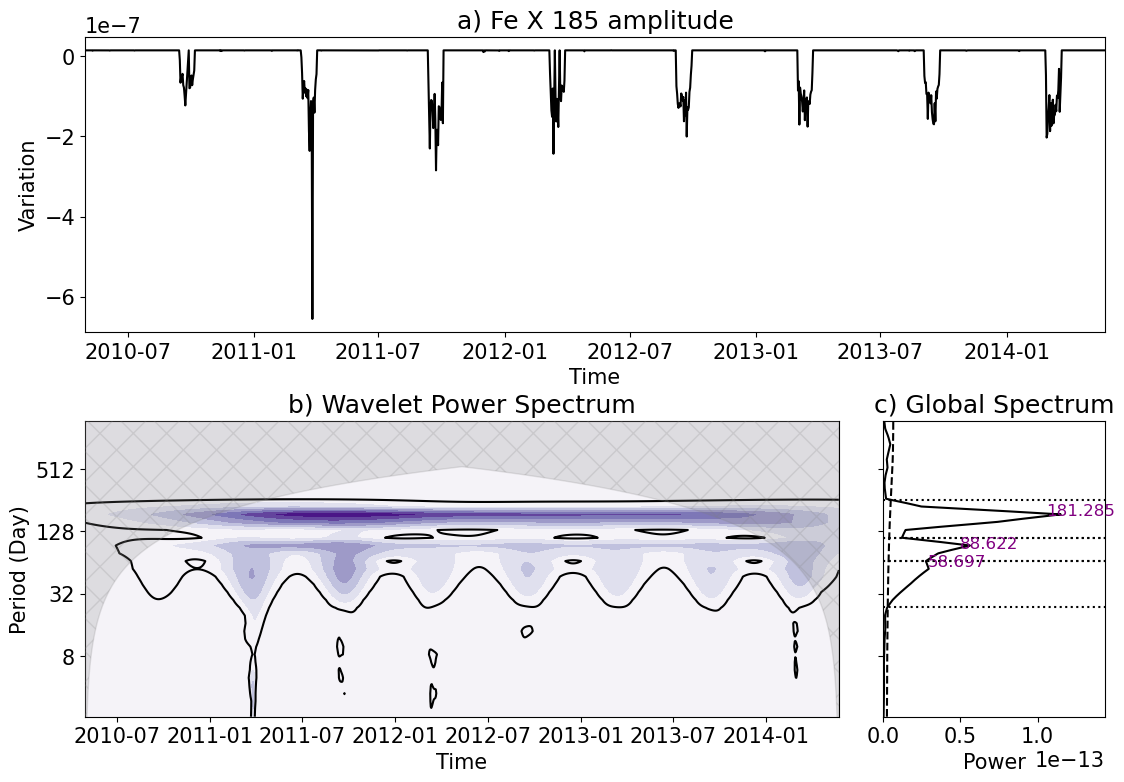 a) Fe X 185 amplitude
1e−7
0
−2
−4
−6
Variation
2010-07 2011-01 2011-07 2012-01 2012-07 2013-01 2013-07 2014-01
Time
b) Wavelet Power Spectrum
512
128
32
8
Period (Day)
2010-07 2011-01 2011-07 2012-01 2012-07 2013-01 2013-07 2014-01
Time
c) Global Spectrum
181.285
88.622
58.697
0.0 0.5 1.0
Power 1e−13